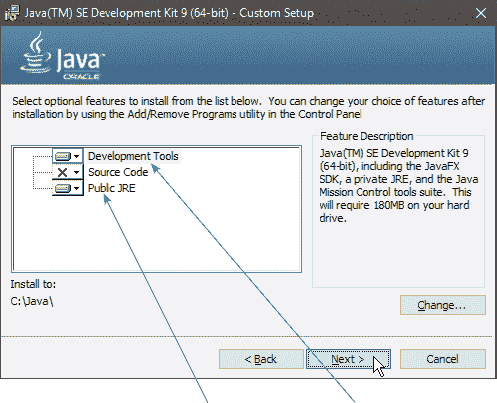 Java(TM) SE Development Kit 9 (64-bit) - Custom Setup
Java
ORACLE
Select optional features to install from the list below. You can change your choice of features after
installation by using the Add/Remove Programs utility in the Control Panel
Development Tools
Source Code
Public JRE
Feature Description
Java(TM) SE Development Kit 9
(64-bit), including the JavaFX
SDK, a private JRE, and the Java
Mission Control tools suite. This
will require 180MB on your hard
drive.
Install to:
C:\Java\
Change...
< Back
Next >
Cancel